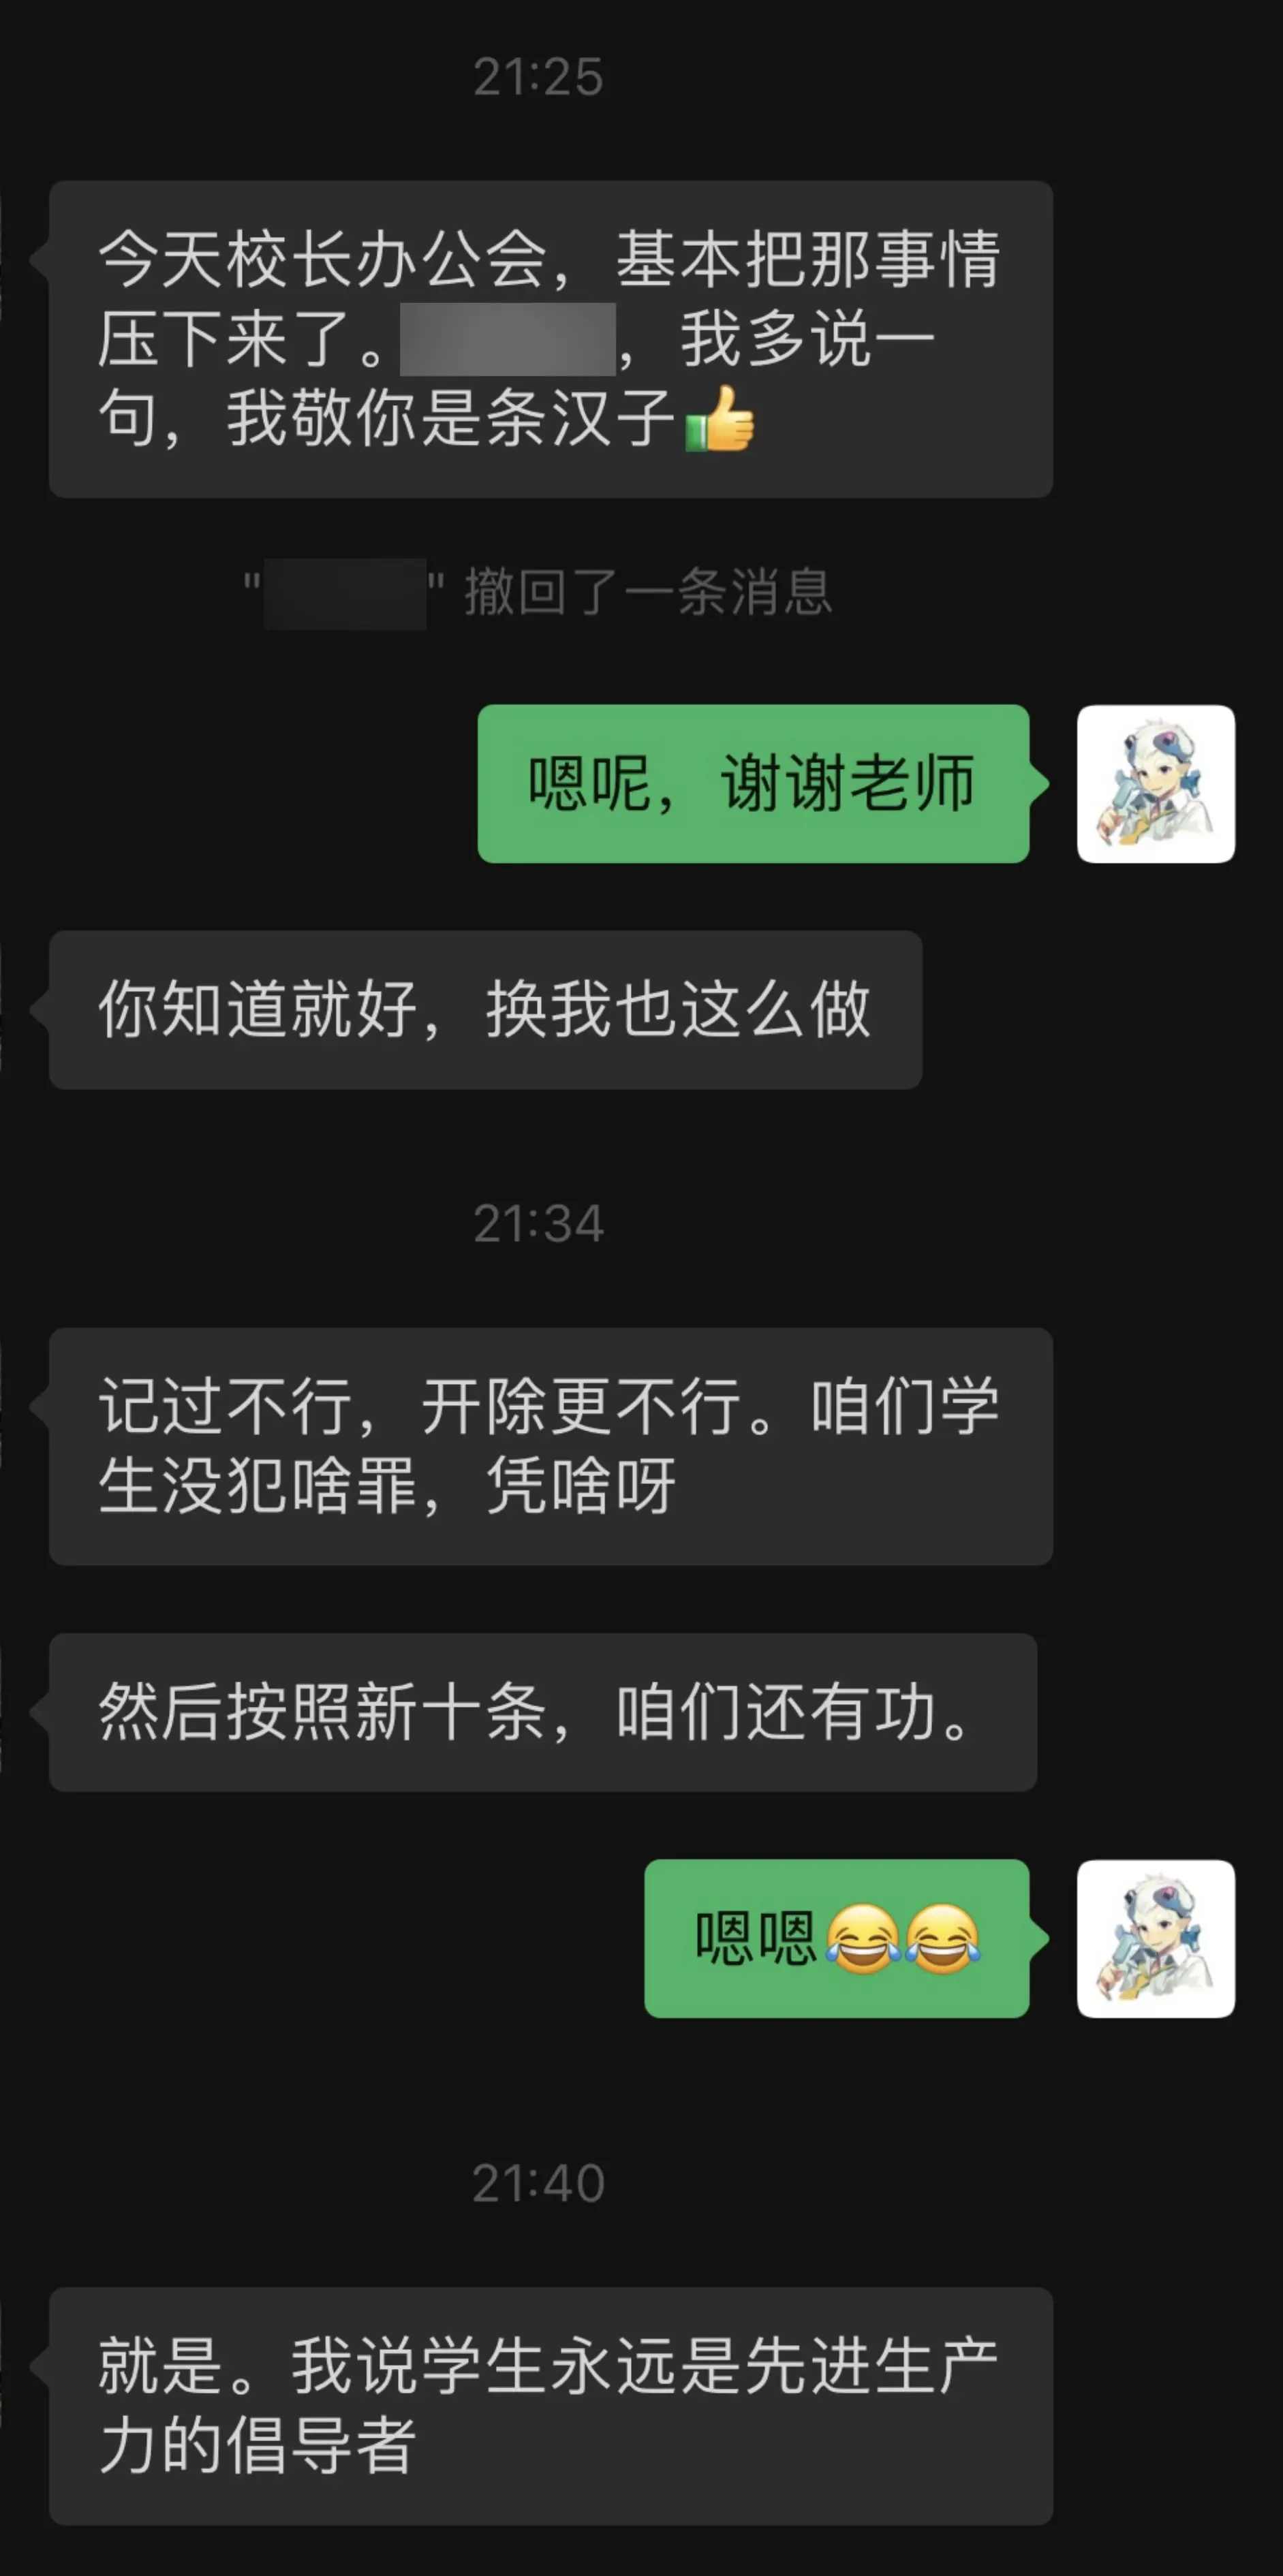 21:25
今天校长办公会，基本把那事情
压下来了。，我多说一
句，我敬你是条汉子👍
"" 撤回了一条消息
嗯呢，谢谢老师
你知道就好，换我也这么做
21:34
记过不行，开除更不行。咱们学
生没犯啥罪，凭啥呀
然后按照新十条，咱们还有功。
嗯嗯😂😂
21:40
就是。我说学生永远是先进生产
力的倡导者